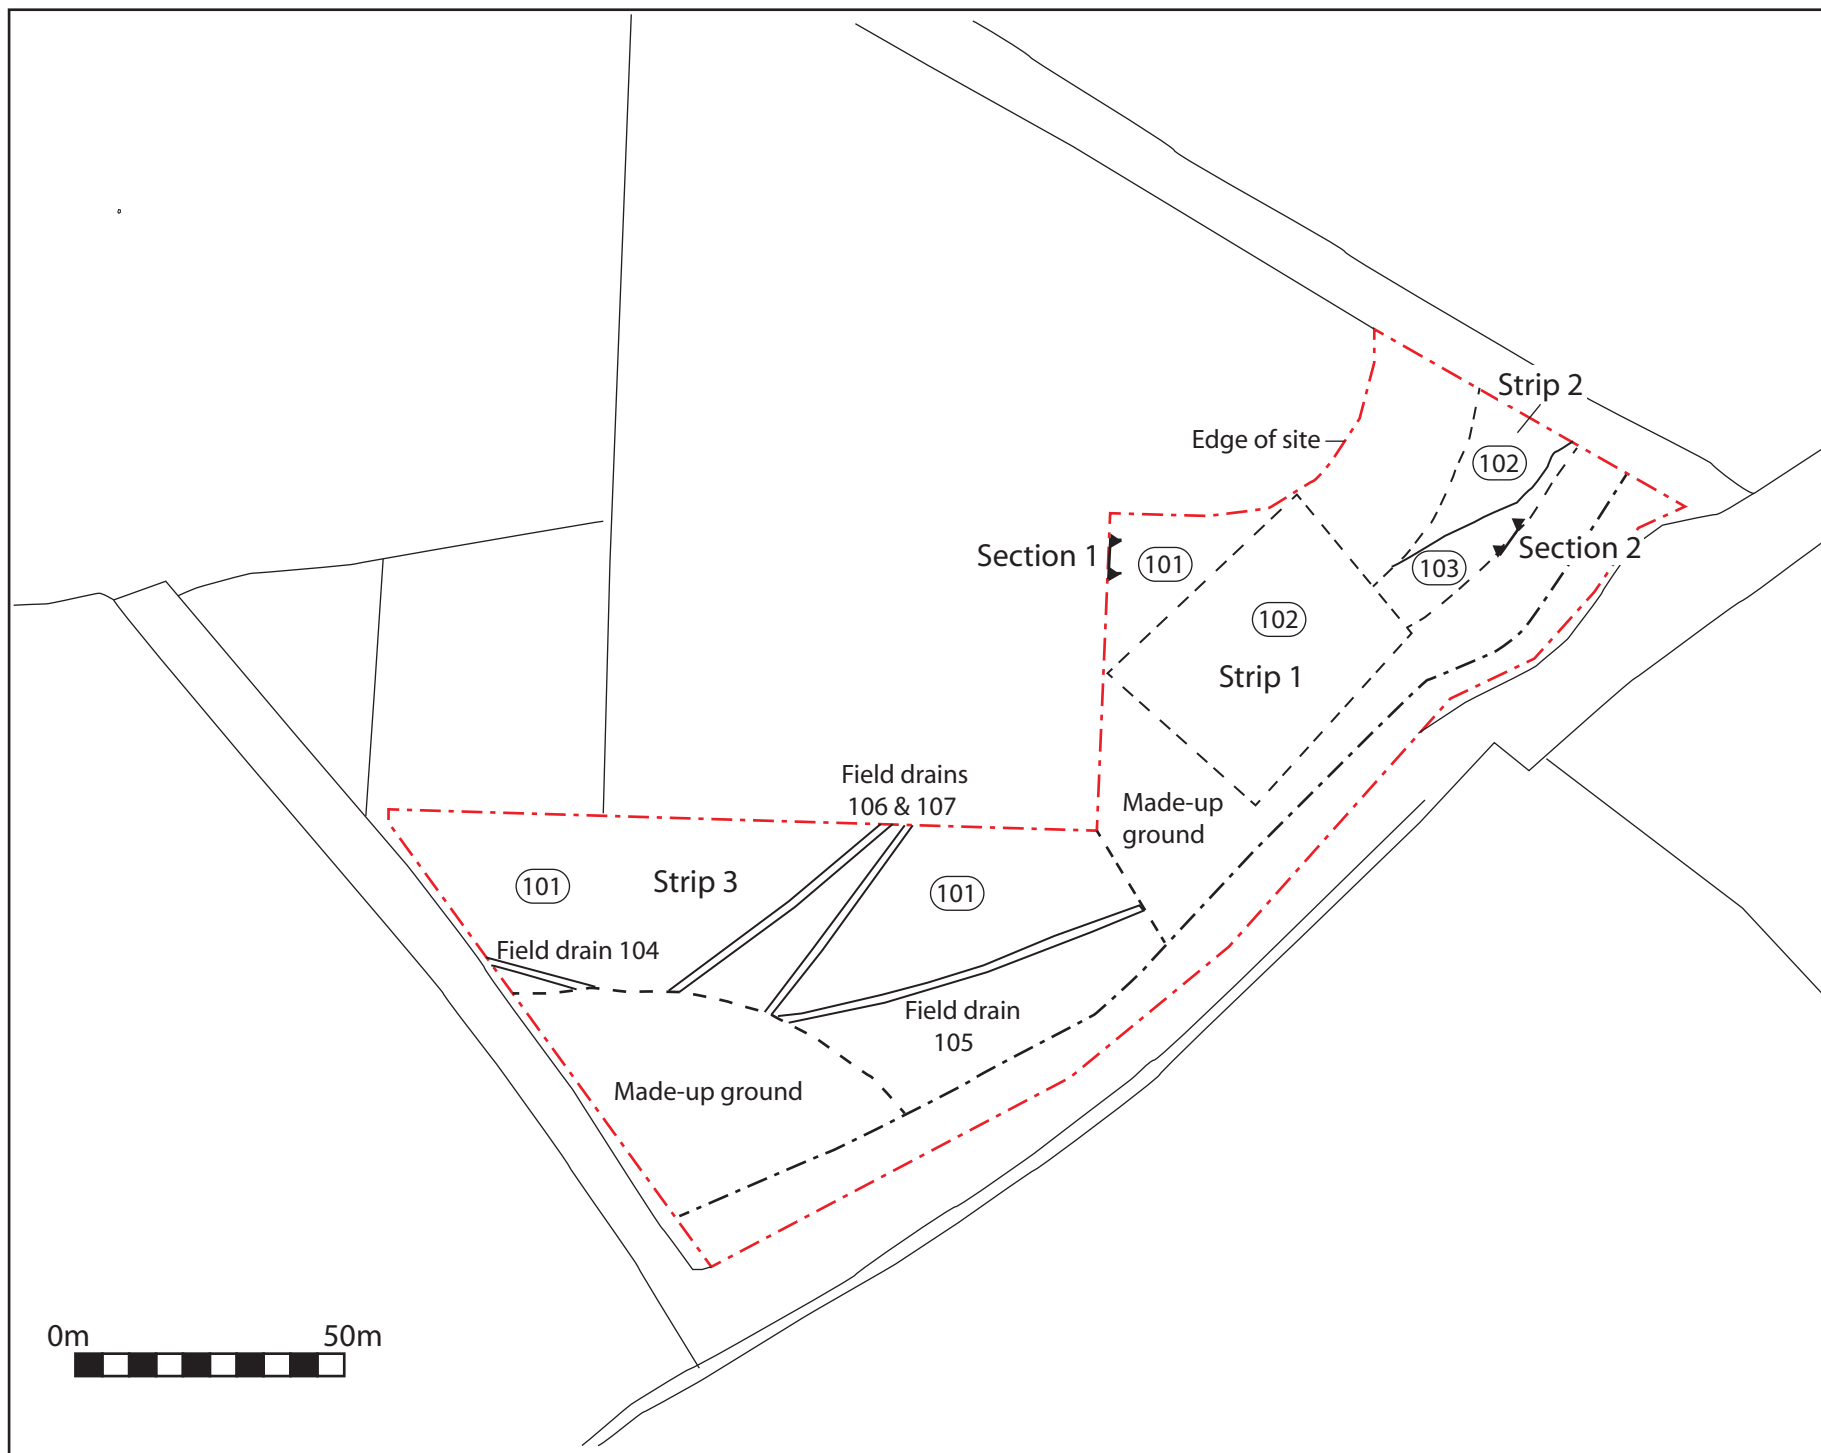 Strip 2
Edge of site
102
Section 1
101
Section 2
103
102
Strip 1
Field drains
106 & 107
Made-up
ground
101
Strip 3
101
Field drain 104
Field drain
105
Made-up ground
0m
50m